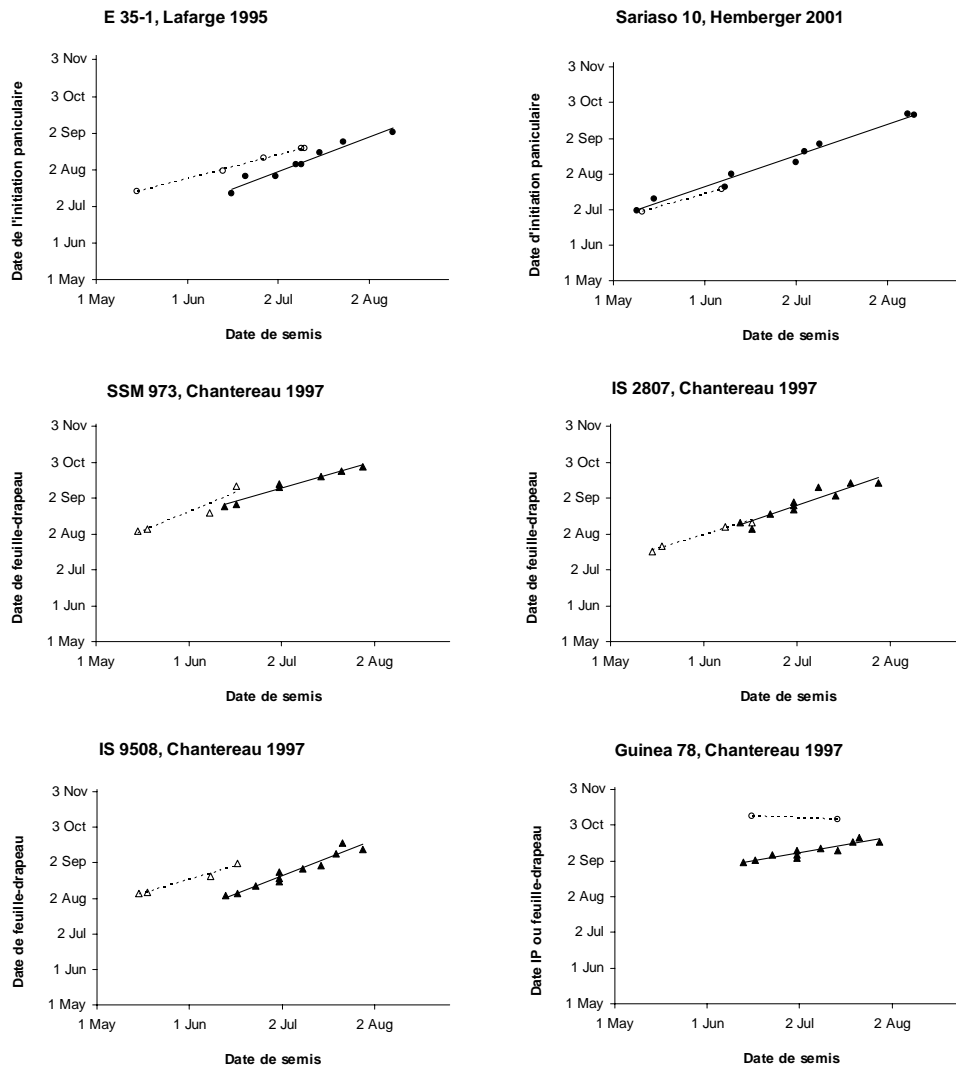 E 35-1, Lafarge 1995
Date de l'initiation paniculaire
3 Nov
3 Oct
2 Sep
2 Aug
2 Jul
1 Jun
1 May
1 May
1 Jun
2 Jul
2 Aug
Date de semis
Sariaso 10, Hemberger 2001
Date d'initiation paniculaire
3 Nov
3 Oct
2 Sep
2 Aug
2 Jul
1 Jun
1 May
1 May
1 Jun
2 Jul
2 Aug
Date de semis
SSM 973, Chantereau 1997
Date de feuille-drapeau
3 Nov
3 Oct
2 Sep
2 Aug
2 Jul
1 Jun
1 May
1 May
1 Jun
2 Jul
2 Aug
Date de semis
IS 2807, Chantereau 1997
Date de feuille-drapeau
3 Nov
3 Oct
2 Sep
2 Aug
2 Jul
1 Jun
1 May
1 May
1 Jun
2 Jul
2 Aug
Date de semis
IS 9508, Chantereau 1997
Date de feuille-drapeau
3 Nov
3 Oct
2 Sep
2 Aug
2 Jul
1 Jun
1 May
1 May
1 Jun
2 Jul
2 Aug
Date de semis
Guinea 78, Chantereau 1997
Date IP ou feuille-drapeau
3 Nov
3 Oct
2 Sep
2 Aug
2 Jul
1 Jun
1 May
1 May
1 Jun
2 Jul
2 Aug
Date de semis